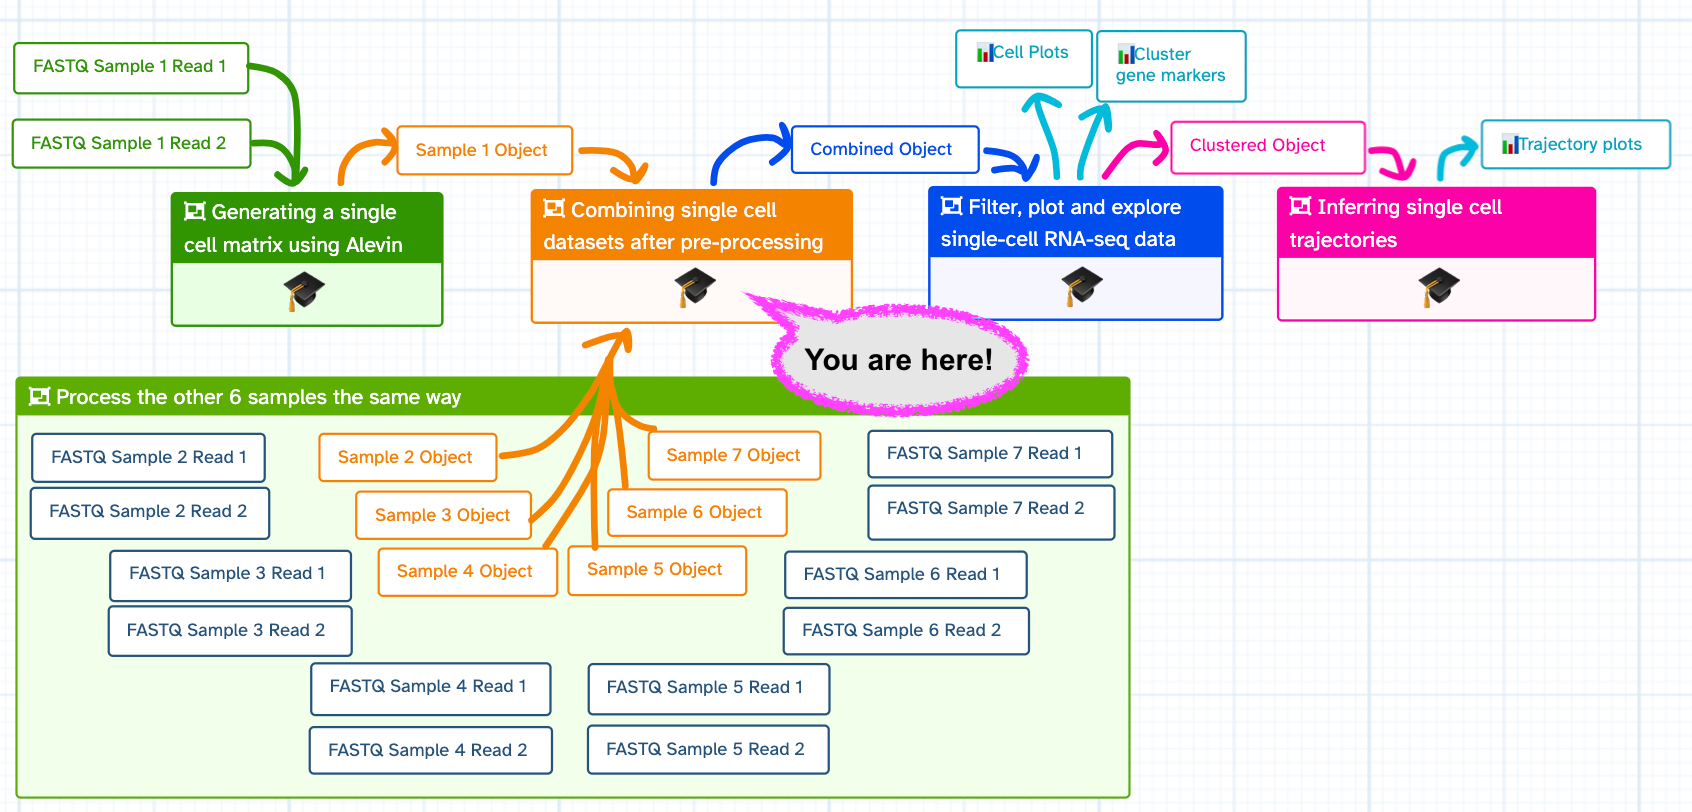 FASTQ Sample 1 Read 1
FASTQ Sample 1 Read 2
Sample 1 Object
Combined Object
Cell Plots
Cluster
gene markers
Clustered Object
Trajectory plots
Generating a single
cell matrix using Alevin
Combining single cell
datasets after pre-processing
Filter, plot and explore
single-cell RNA-seq data
Inferring single cell
trajectories
You are here!
Process the other 6 samples the same way
FASTQ Sample 2 Read 1
FASTQ Sample 2 Read 2
Sample 2 Object
Sample 7 Object
FASTQ Sample 7 Read 1
FASTQ Sample 7 Read 2
Sample 3 Object
Sample 6 Object
Sample 4 Object
Sample 5 Object
FASTQ Sample 3 Read 1
FASTQ Sample 3 Read 2
FASTQ Sample 6 Read 1
FASTQ Sample 6 Read 2
FASTQ Sample 4 Read 1
FASTQ Sample 4 Read 2
FASTQ Sample 5 Read 1
FASTQ Sample 5 Read 2